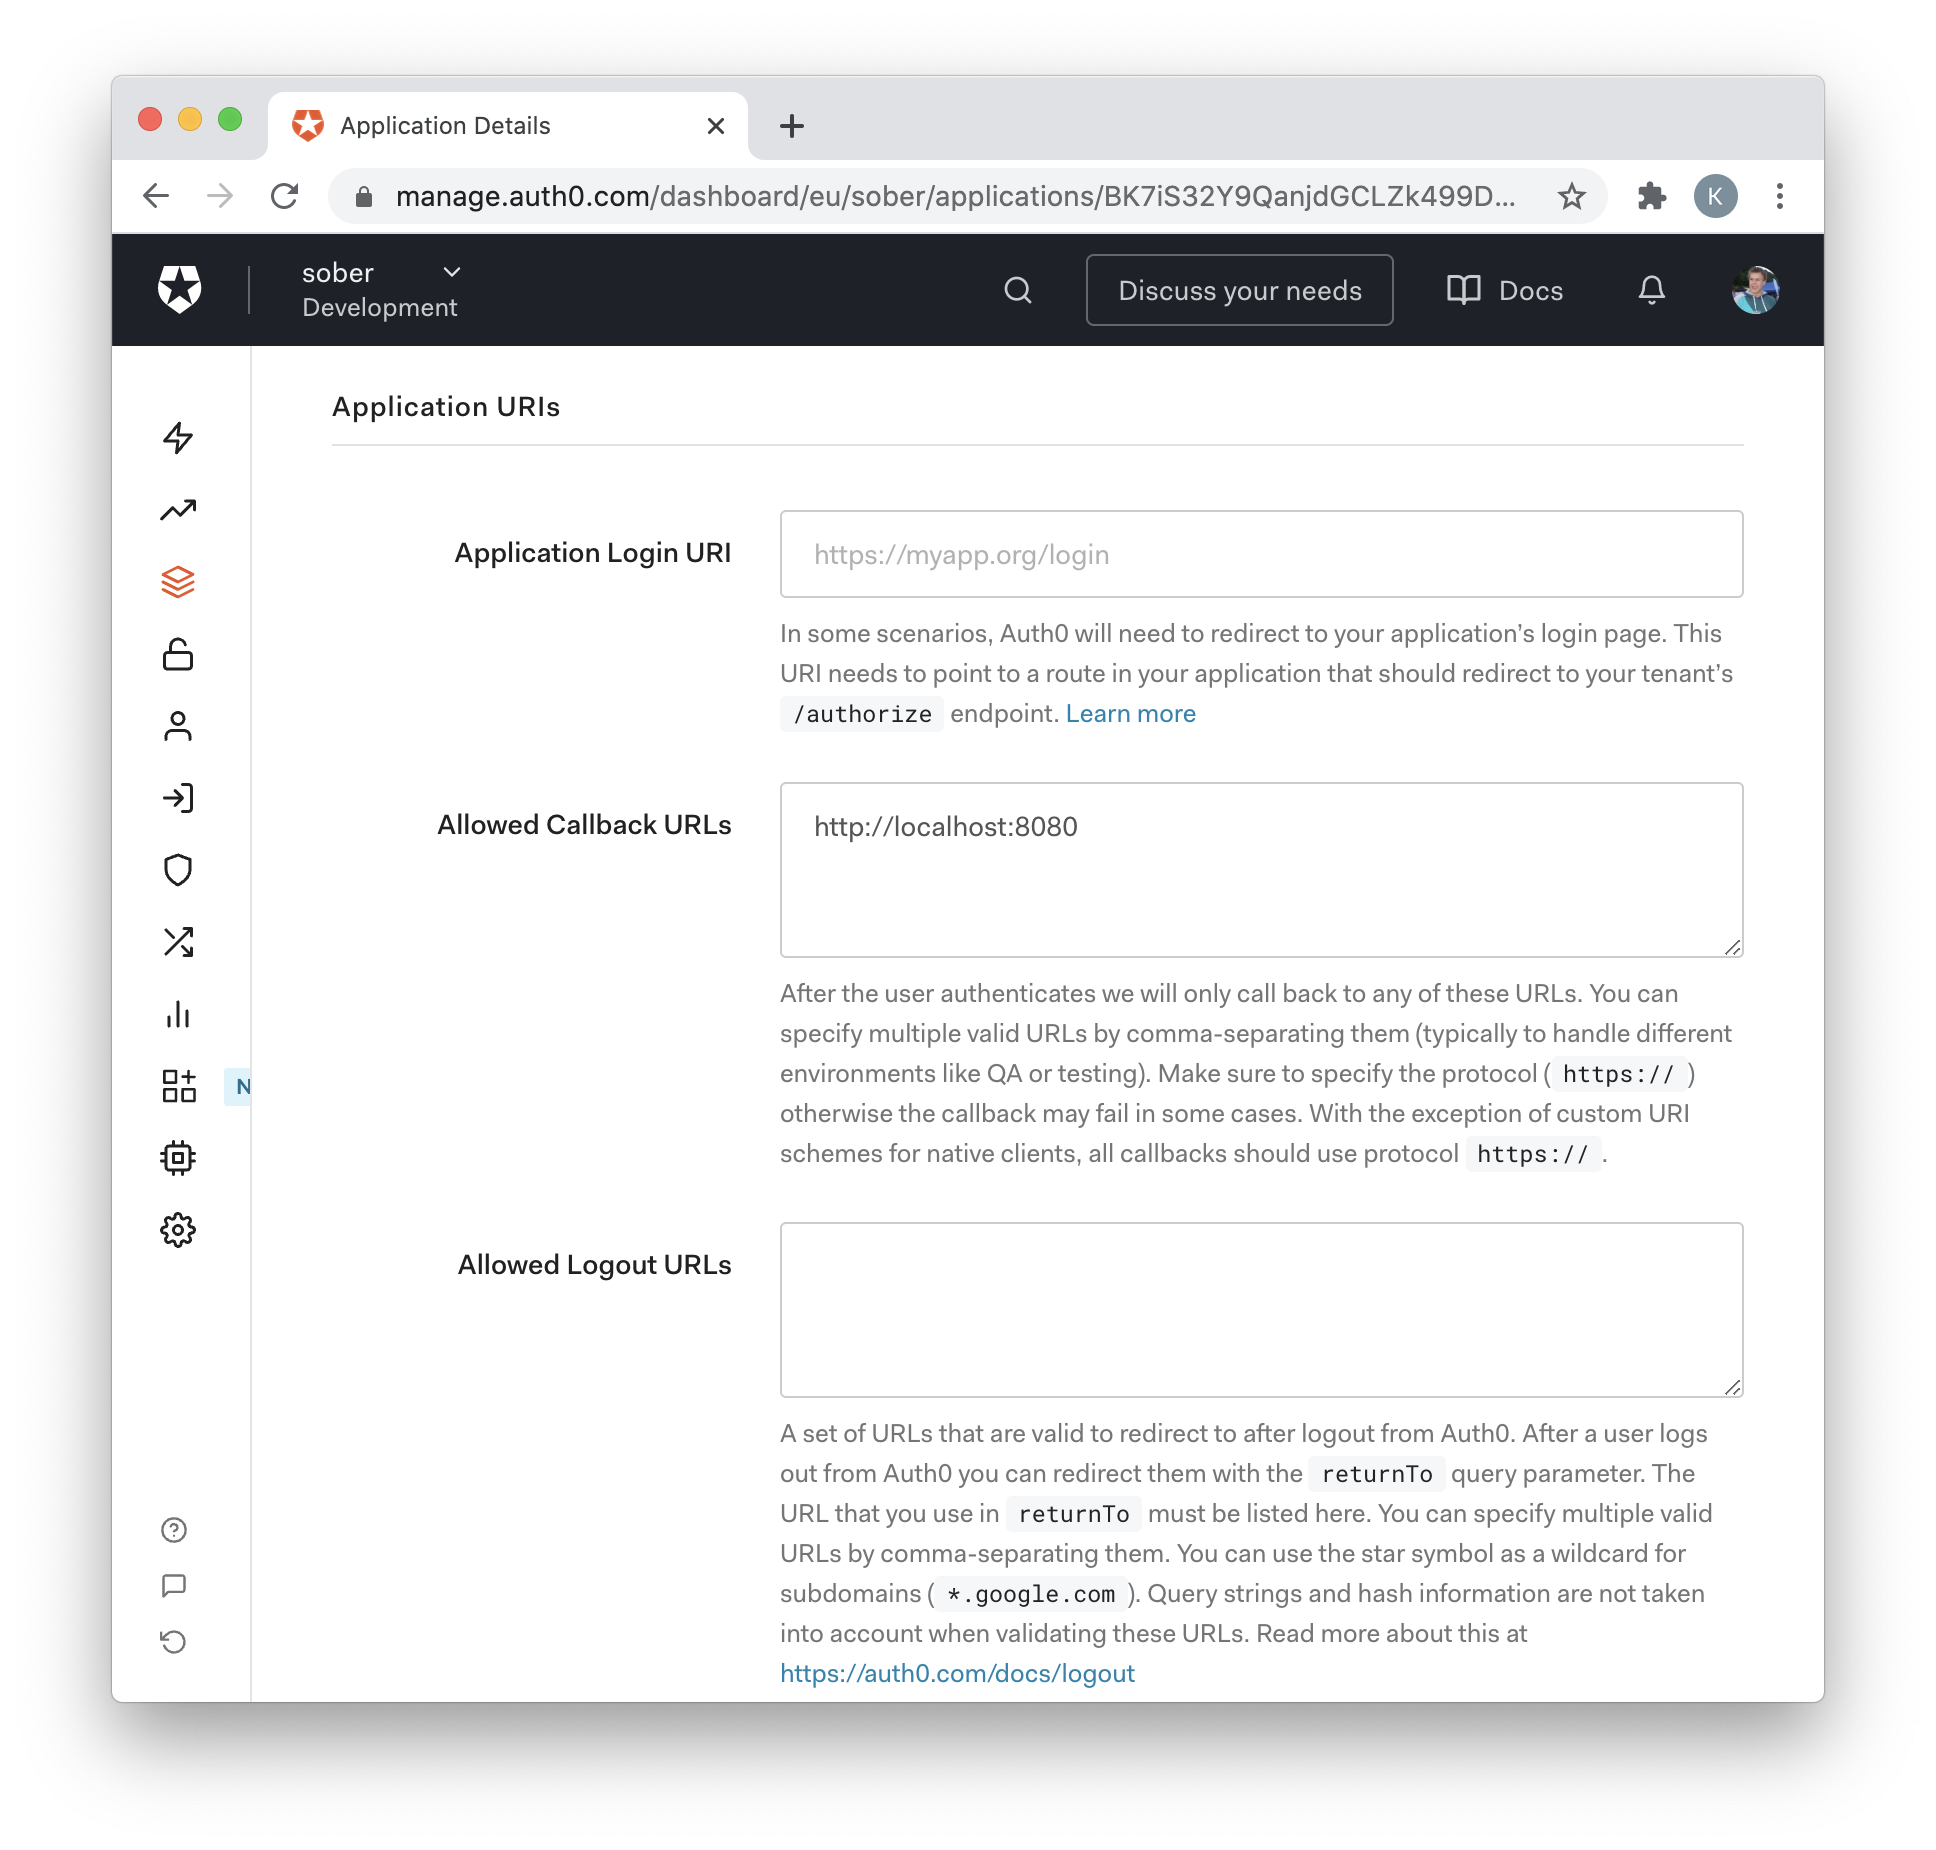 Application Details
manage.auth0.com/dashboard/eu/sober/applications/BK7iS32Y9QanjdGCLZk499D...
K
sober
Development
Discuss your needs
Docs
Application URIs
Application Login URI
https://myapp.org/login
In some scenarios, Auth0 will need to redirect to your application’s login page. This
URI needs to point to a route in your application that should redirect to your tenant’s
/authorize endpoint. Learn more
Allowed Callback URLs
http://localhost:8080
After the user authenticates we will only call back to any of these URLs. You can
specify multiple valid URLs by comma-separating them (typically to handle different
environments like QA or testing). Make sure to specify the protocol ( https:// )
otherwise the callback may fail in some cases. With the exception of custom URI
schemes for native clients, all callbacks should use protocol https:// .
N
Allowed Logout URLs
A set of URLs that are valid to redirect to after logout from Auth0. After a user logs
out from Auth0 you can redirect them with the returnTo query parameter. The
URL that you use in returnTo must be listed here. You can specify multiple valid
URLs by comma-separating them. You can use the star symbol as a wildcard for
subdomains ( *.google.com ). Query strings and hash information are not taken
into account when validating these URLs. Read more about this at
https://auth0.com/docs/logout